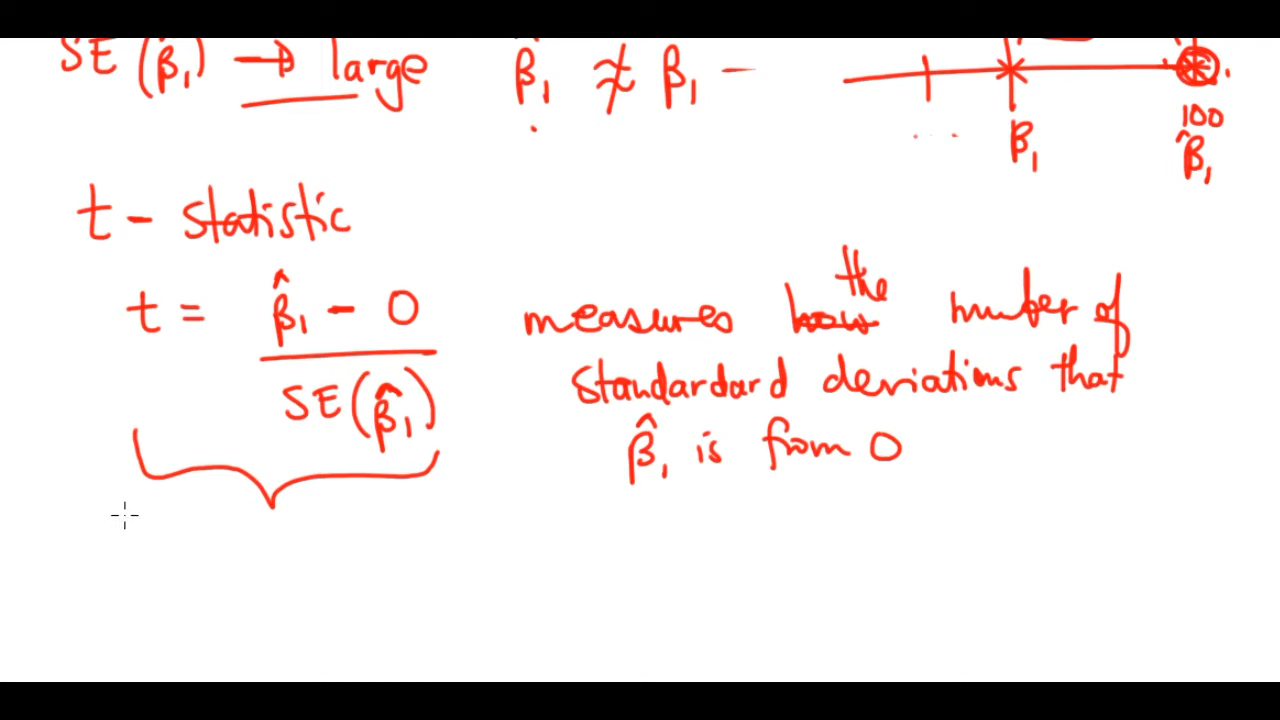 SE(β̂₁) → large β̂₁ ≉ β₁ –
100
β₁ β̂₁
t - statistic
t = β̂₁ - 0 / SE(β̂₁)
measures how the number of
standardard deviations that
β̂₁ is from 0